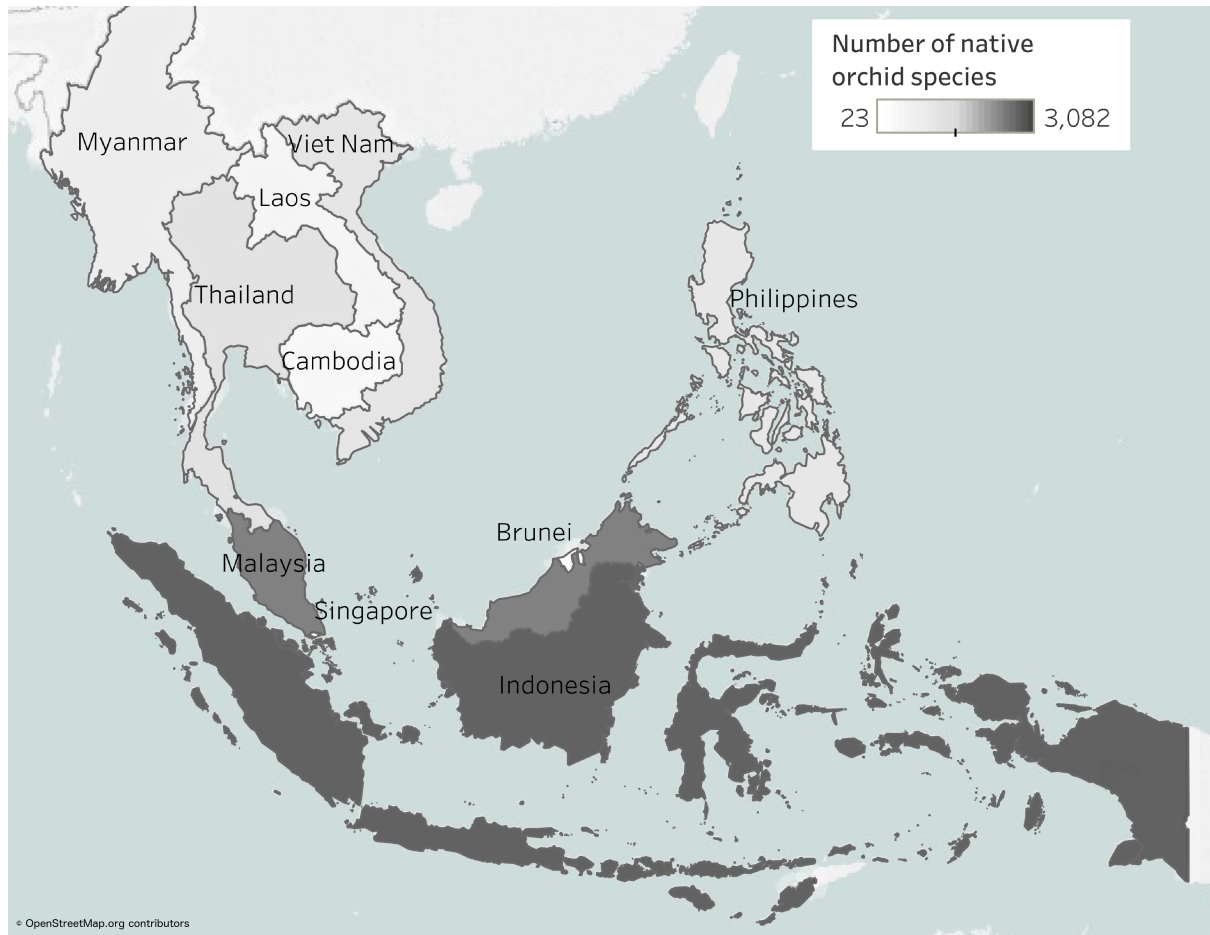 Number of native
orchid species
23 3,082
Myanmar
Viet Nam
Laos
Thailand
Philippines
Cambodia
Brunei
Malaysia
Singapore
Indonesia
© OpenStreetMap.org contributors